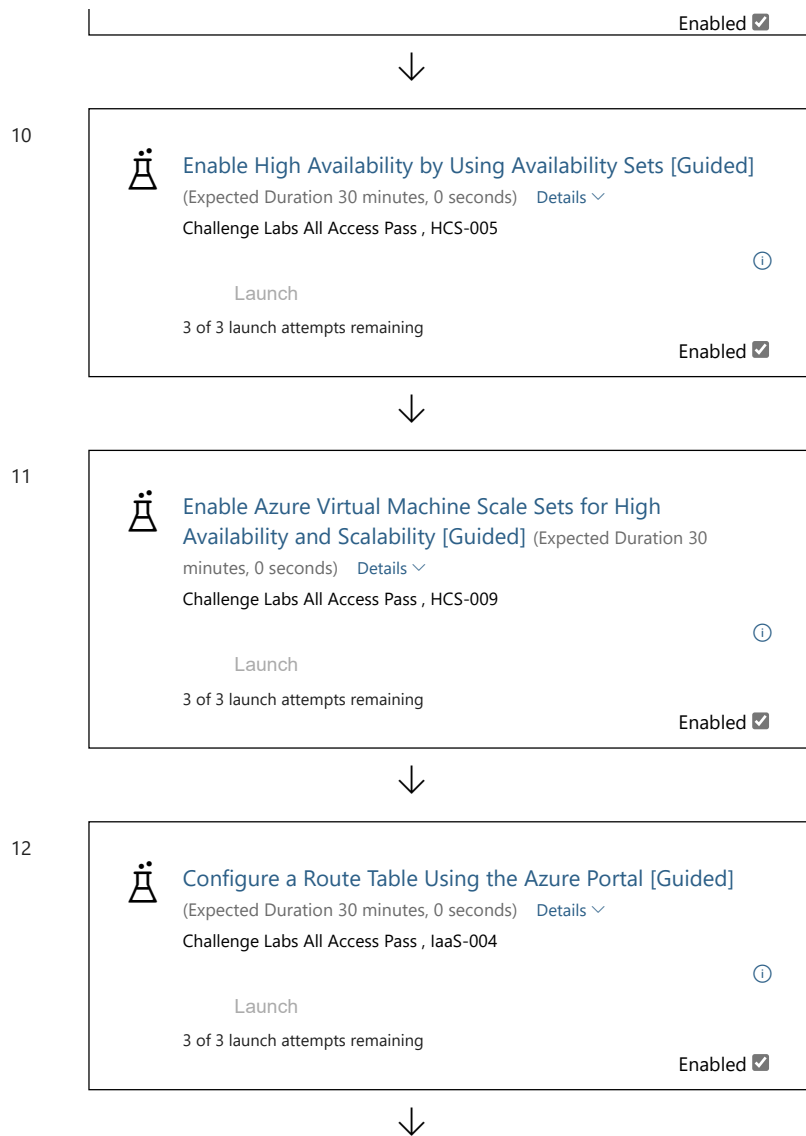 Enabled
10
Enable High Availability by Using Availability Sets [Guided]
(Expected Duration 30 minutes, 0 seconds) Details
Challenge Labs All Access Pass , HCS-005
Launch
3 of 3 launch attempts remaining
Enabled
11
Enable Azure Virtual Machine Scale Sets for High
Availability and Scalability [Guided] (Expected Duration 30
minutes, 0 seconds) Details
Challenge Labs All Access Pass , HCS-009
Launch
3 of 3 launch attempts remaining
Enabled
12
Configure a Route Table Using the Azure Portal [Guided]
(Expected Duration 30 minutes, 0 seconds) Details
Challenge Labs All Access Pass , IaaS-004
Launch
3 of 3 launch attempts remaining
Enabled